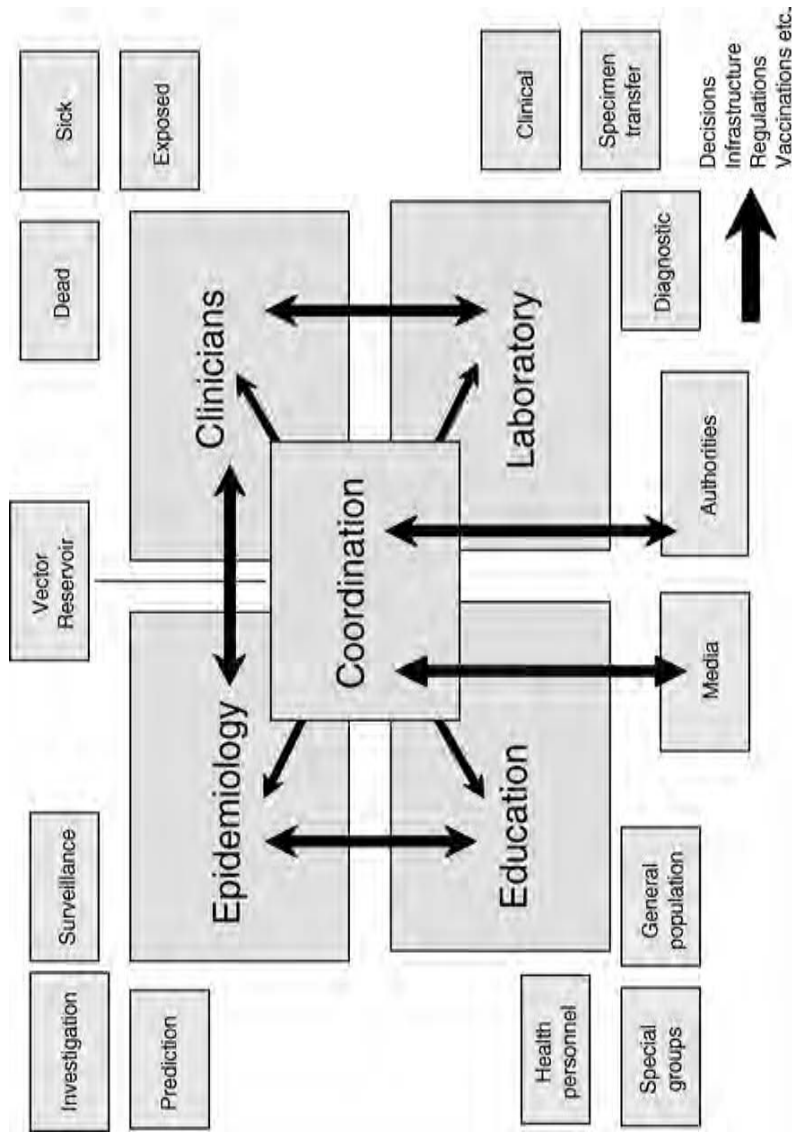 Investigation
Surveillance
Vector
Reservoir
Dead
Sick
Prediction
Exposed
Epidemiology
Clinicians
Coordination
Education
Laboratory
Health
personnel
Clinical
Special
groups
General
population
Media
Authorities
Diagnostic
Specimen
transfer
Decisions
Infrastructure
Regulations
Vaccinations etc.